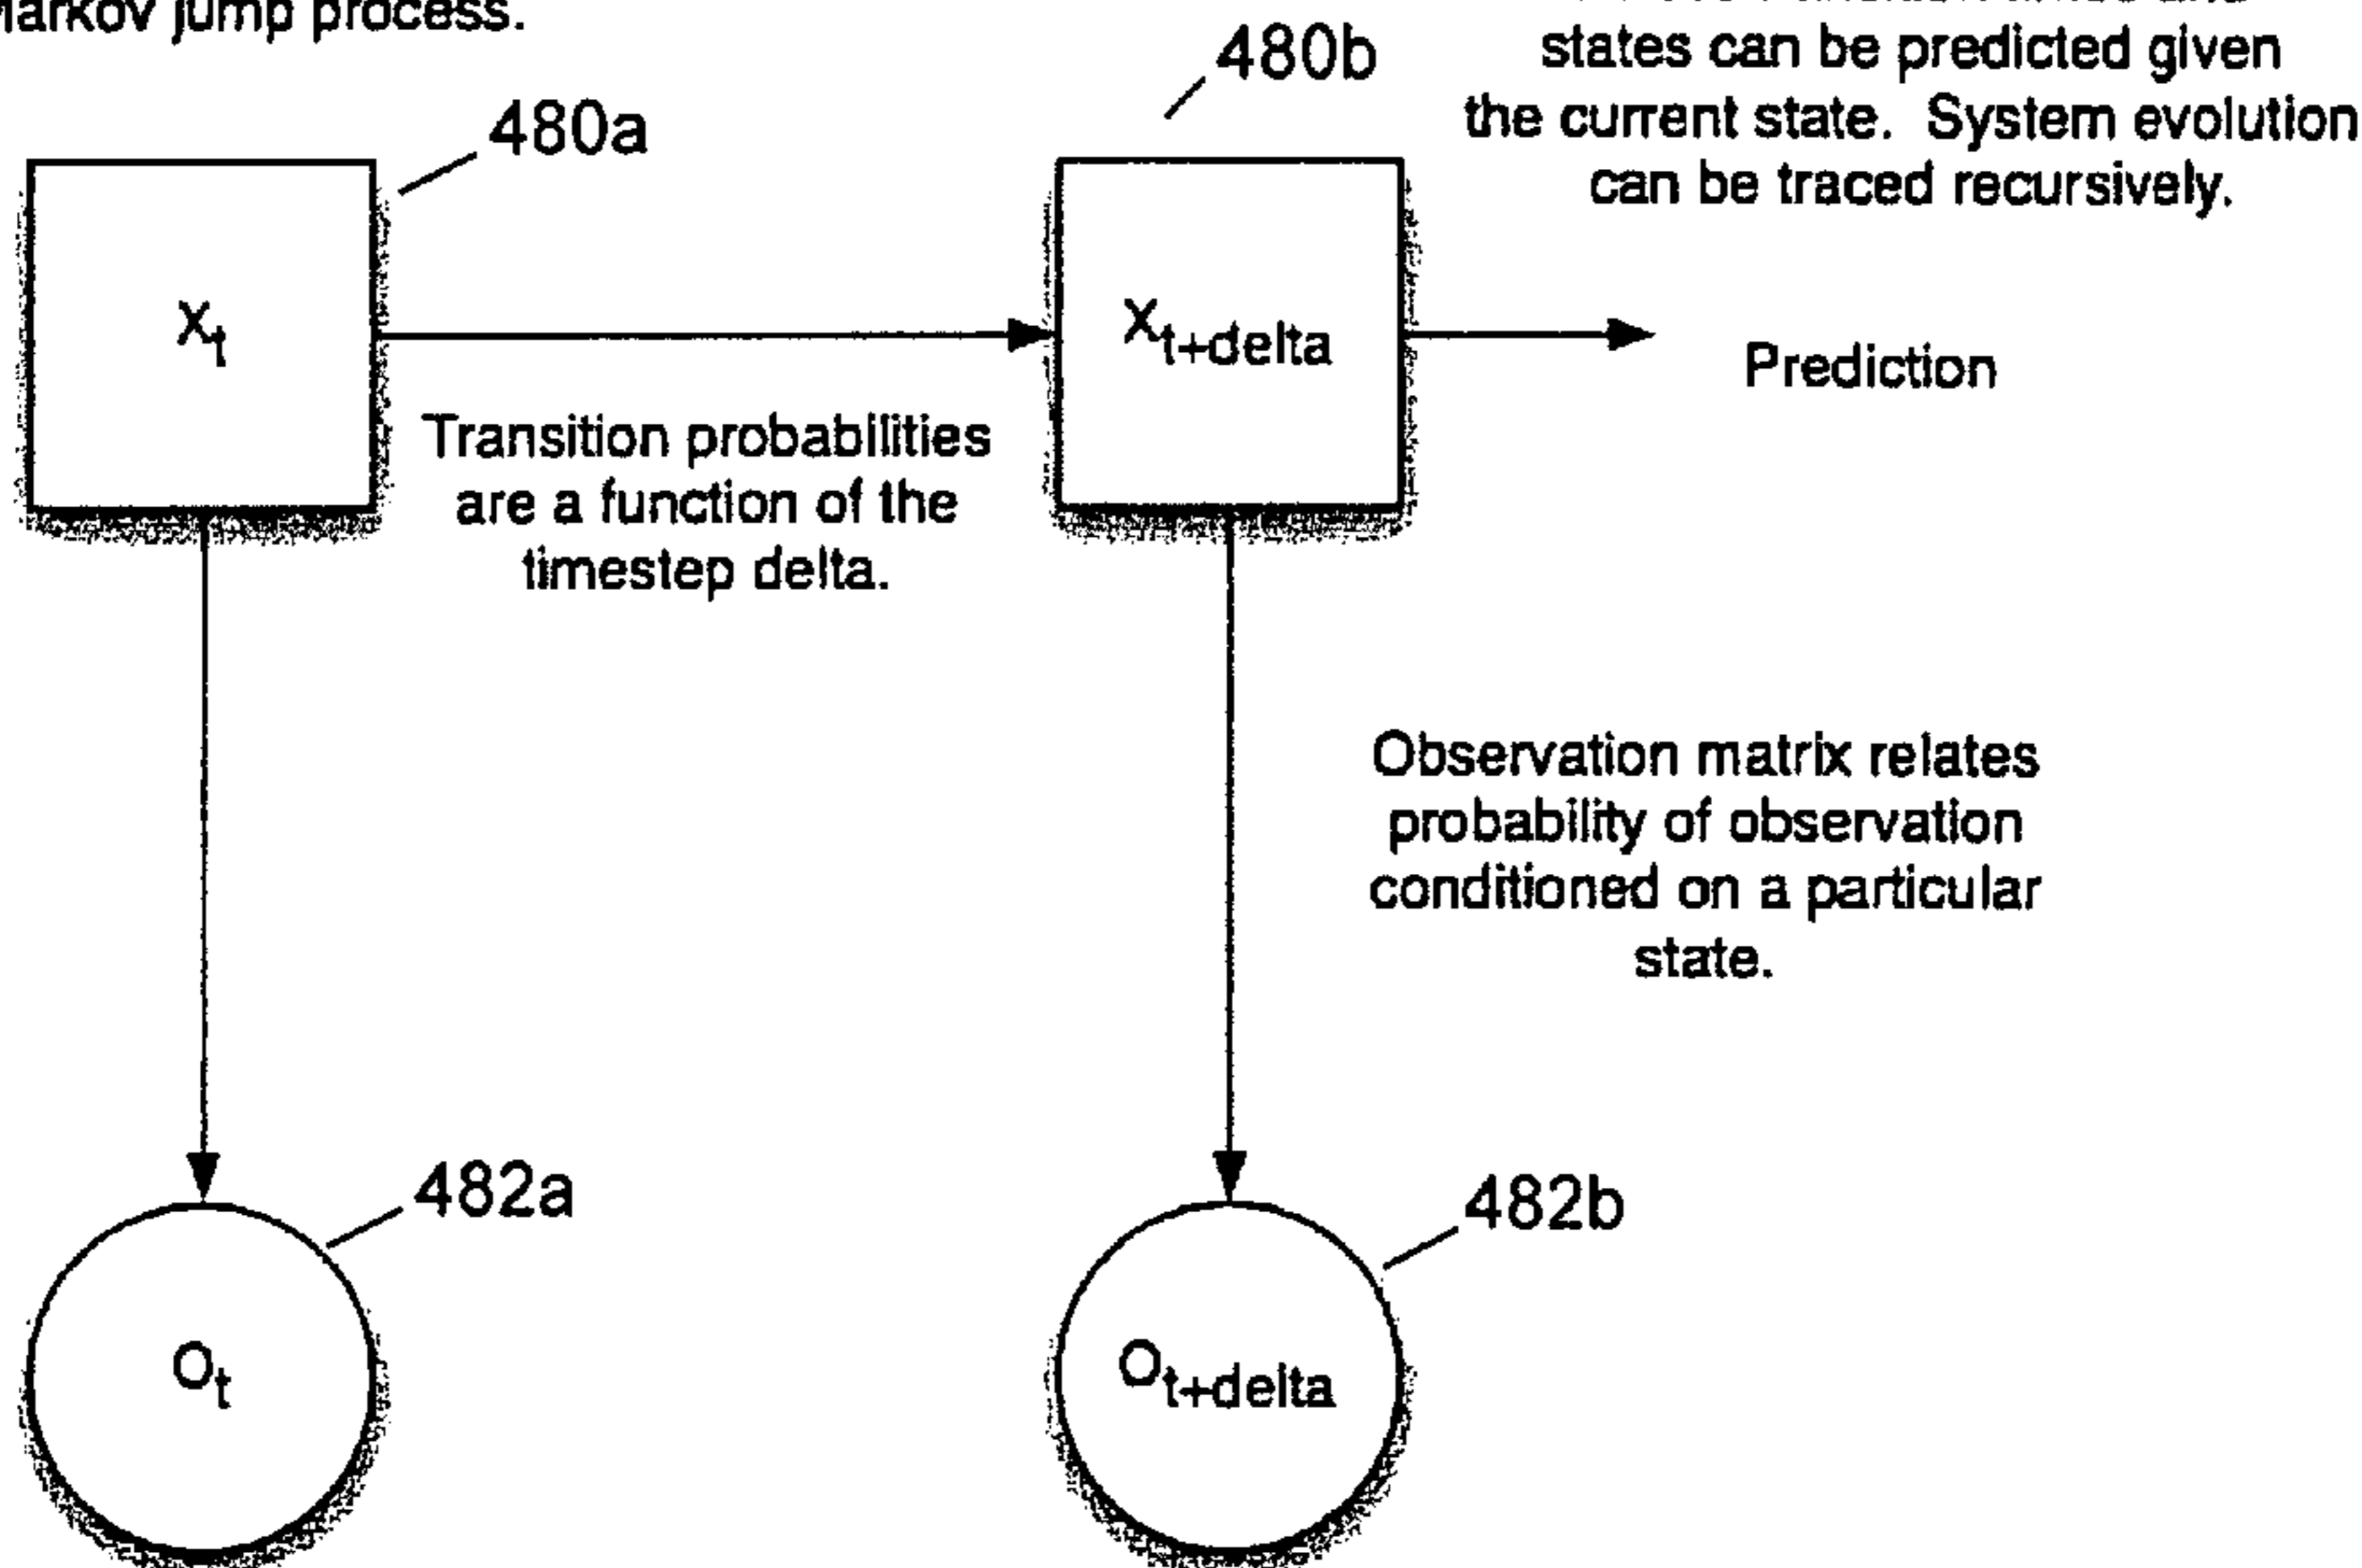 Markov jump process.
480a
480b
states can be predicted given
the current state. System evolution
can be traced recursively.
Xt
Xt+delta
Prediction
Transition probabilities
are a function of the
timestep delta.
Observation matrix relates
probability of observation
conditioned on a particular
state.
482a
482b
Ot
Ot+delta